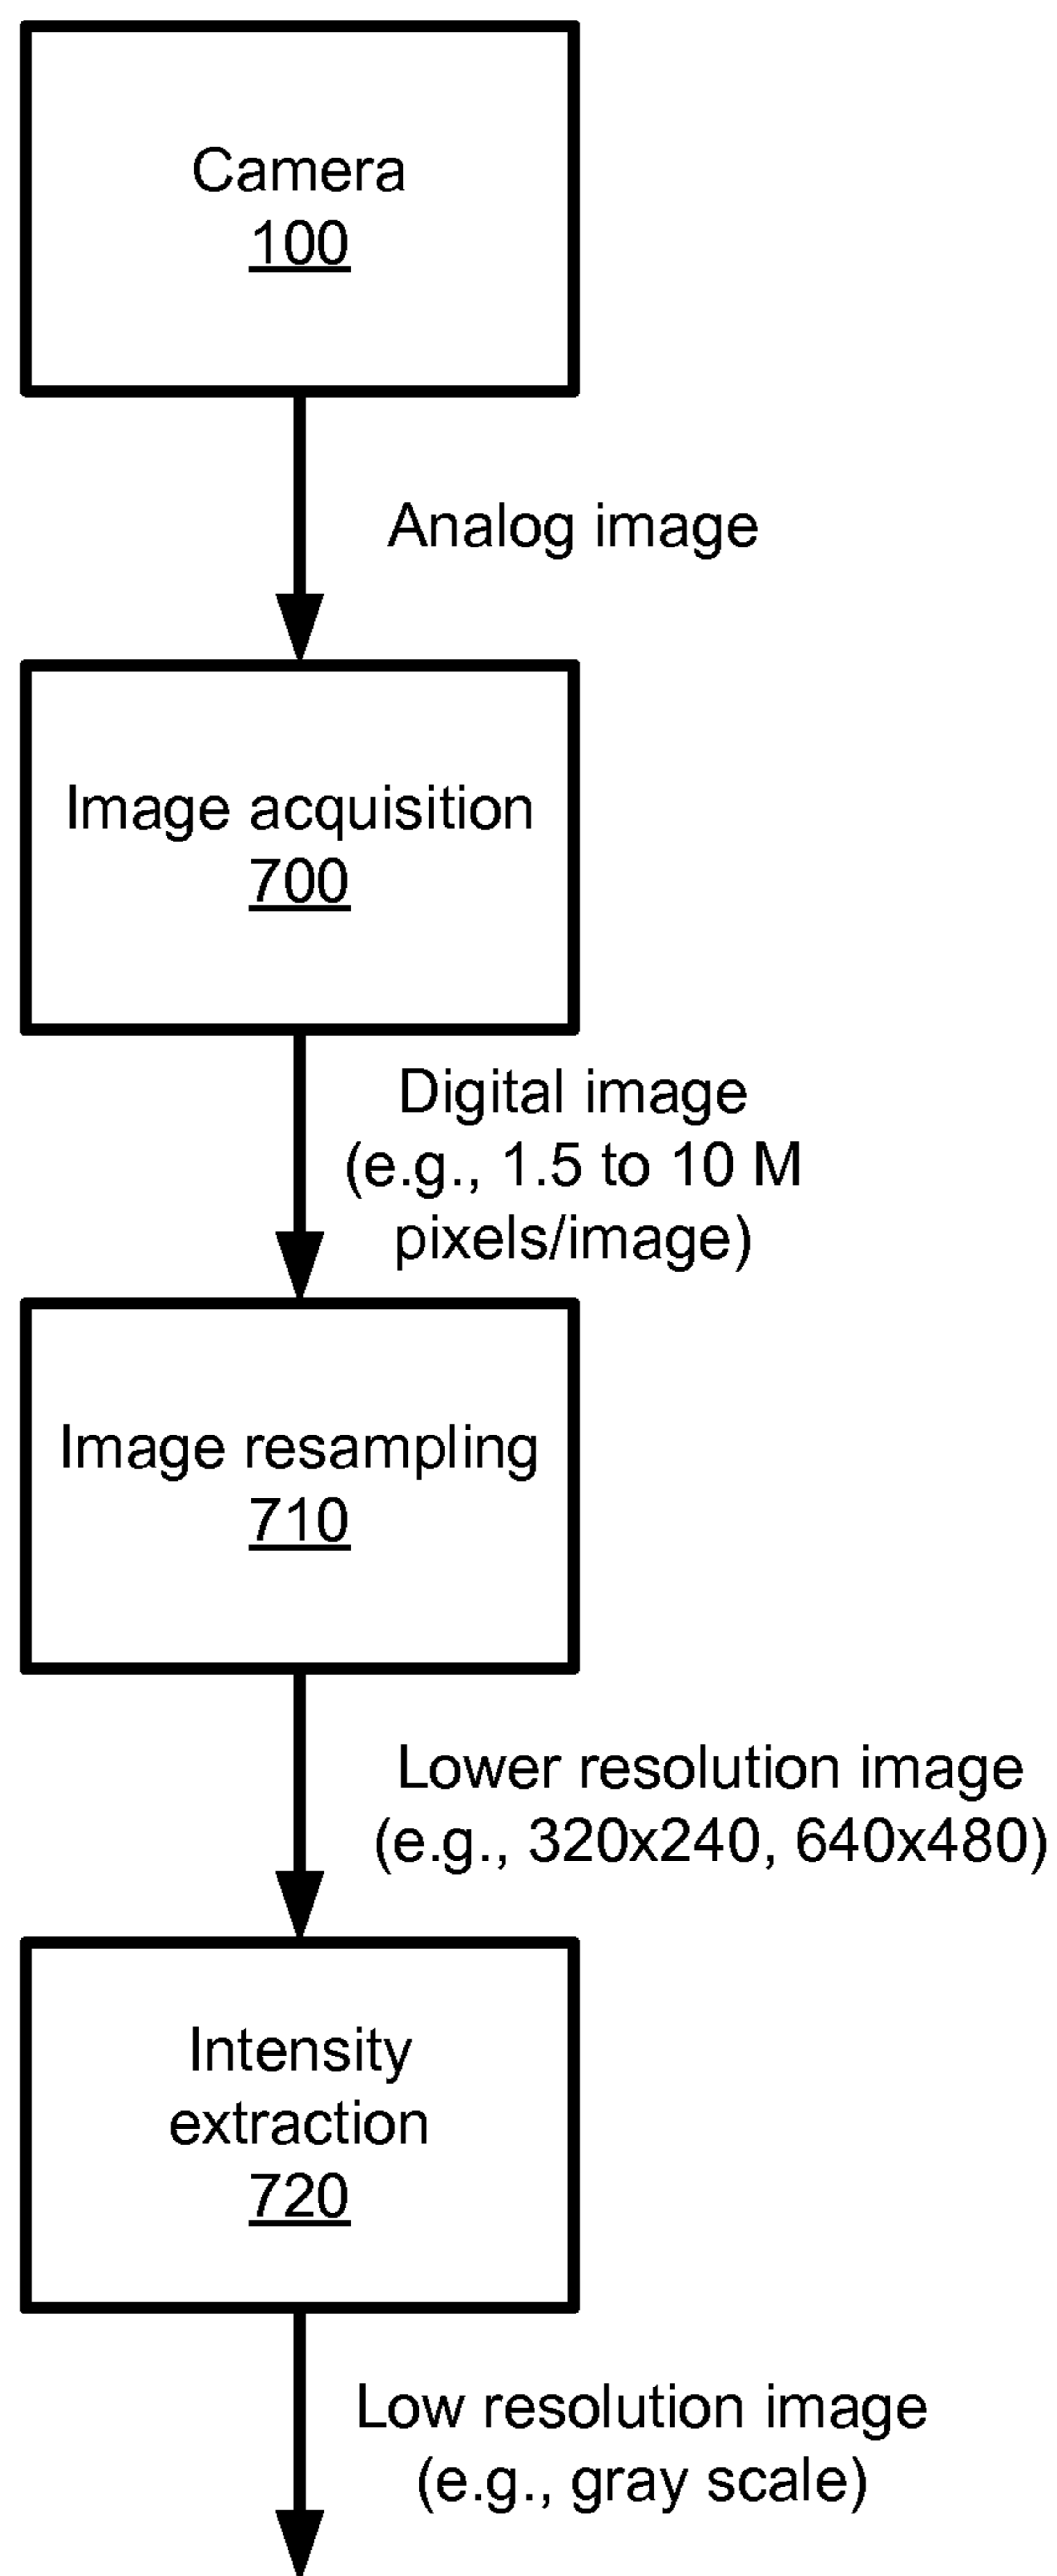 Camera
100
Analog image
Image acquisition
700
Digital image
(e.g., 1.5 to 10 M
pixels/image)
Image resampling
710
Lower resolution image
(e.g., 320x240, 640x480)
Intensity
extraction
720
Low resolution image
(e.g., gray scale)